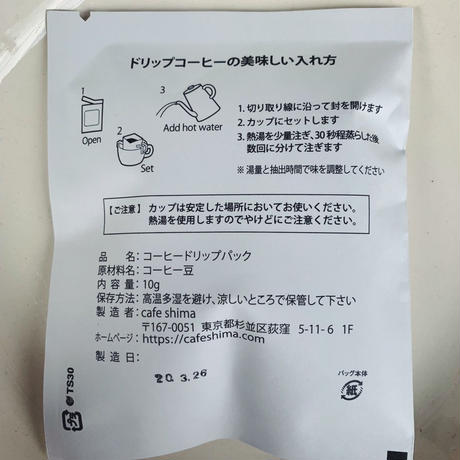 ドリップコーヒーの美味しい入れ方
1
Open
2
Set
3
Add hot water
1. 切り取り線に沿って封を開けます
2. カップにセットします
3. 熱湯を少量注ぎ、30秒程蒸らした後
数回に分けて注ぎます
※ 湯量と抽出時間で味を調整してください
【ご注意】 カップは安定した場所においてお使いください。
熱湯を使用しますのでやけどにご注意ください。
品 名: コーヒードリップパック
原材料名: コーヒー豆
内 容 量: 10g
保存方法: 高温多湿を避け、涼しいところで保管して下さい
製 造 者: cafe shima
〒167-0051 東京都杉並区荻窪 5-11-6 1F
ホームページ: https://cafeshima.com
製 造 日:
20.3.26
TS30
バッグ本体
紙